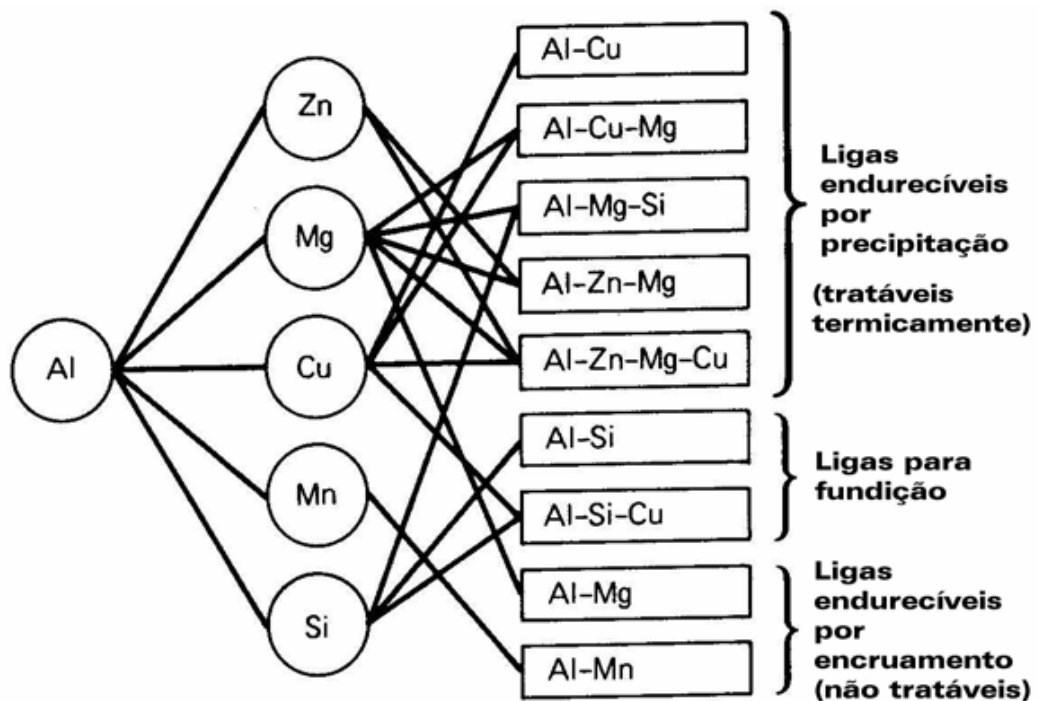 Al
Zn
Mg
Cu
Mn
Si
Al-Cu
Al-Cu-Mg
Al-Mg-Si
Al-Zn-Mg
Al-Zn-Mg-Cu
Al-Si
Al-Si-Cu
Al-Mg
Al-Mn
Ligas
endurecíveis
por
precipitação
(tratáveis
termicamente)
Ligas para
fundição
Ligas
endurecíveis
por
encruamento
(não tratáveis)